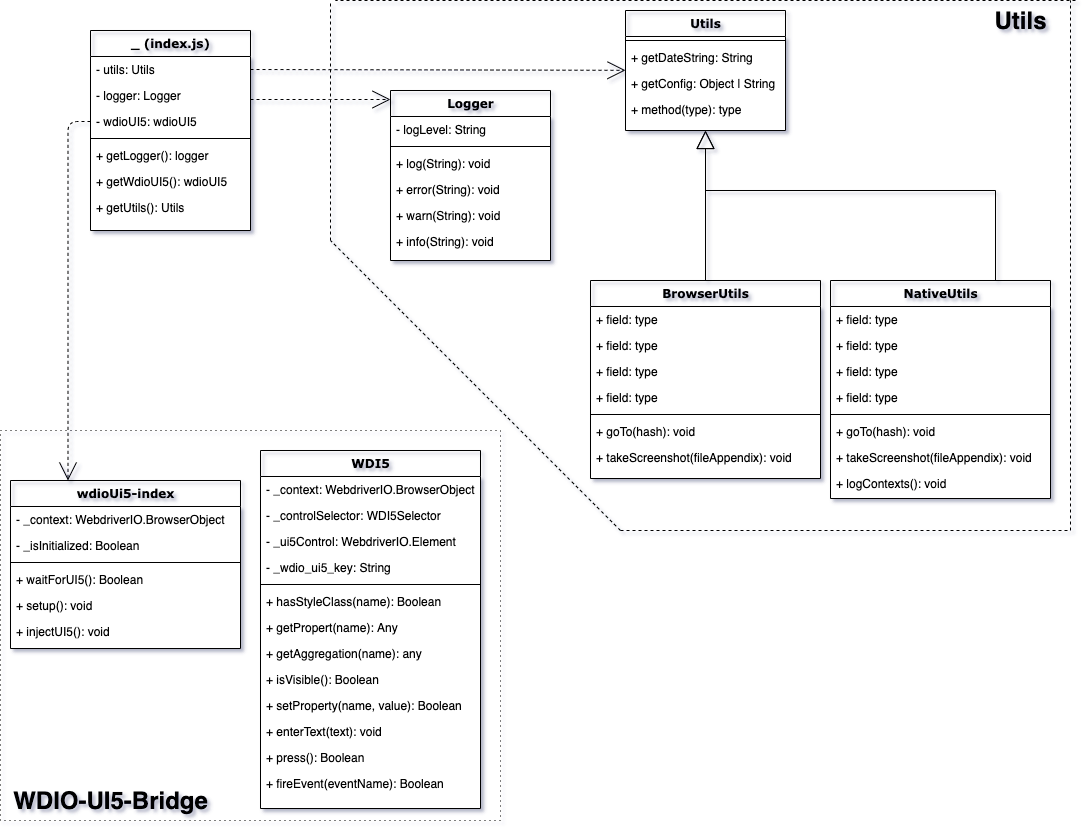 _ (index.js)
- utils: Utils
- logger: Logger
- wdioUI5: wdioUI5
+ getLogger(): logger
+ getWdioUI5(): wdioUI5
+ getUtils(): Utils
Logger
- logLevel: String
+ log(String): void
+ error(String): void
+ warn(String): void
+ info(String): void
Utils
Utils
+ getDateString: String
+ getConfig: Object | String
+ method(type): type
BrowserUtils
+ field: type
+ field: type
+ field: type
+ field: type
+ goTo(hash): void
+ takeScreenshot(fileAppendix): void
NativeUtils
+ field: type
+ field: type
+ field: type
+ field: type
+ goTo(hash): void
+ takeScreenshot(fileAppendix): void
+ logContexts(): void
wdioUi5-index
- _context: WebdriverIO.BrowserObject
- _isInitialized: Boolean
+ waitForUI5(): Boolean
+ setup(): void
+ injectUI5(): void
WDI5
- _context: WebdriverIO.BrowserObject
- _controlSelector: WDI5Selector
- _ui5Control: WebdriverIO.Element
- _wdio_ui5_key: String
+ hasStyleClass(name): Boolean
+ getPropert(name): Any
+ getAggregation(name): any
+ isVisible(): Boolean
+ setProperty(name, value): Boolean
+ enterText(text): void
+ press(): Boolean
+ fireEvent(eventName): Boolean
WDIO-UI5-Bridge